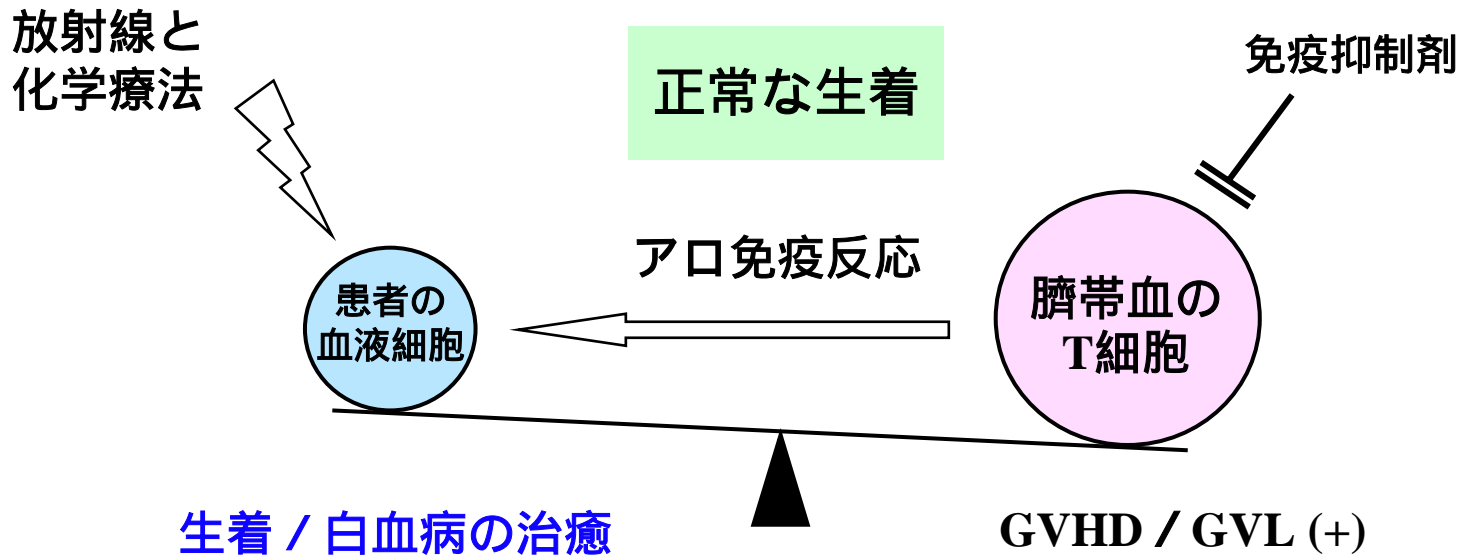 放射線と
化学療法
正常な生着
免疫抑制剤
アロ免疫反応
患者の
血液細胞
臍帯血の
T細胞
生着 / 白血病の治癒
GVHD / GVL (+)